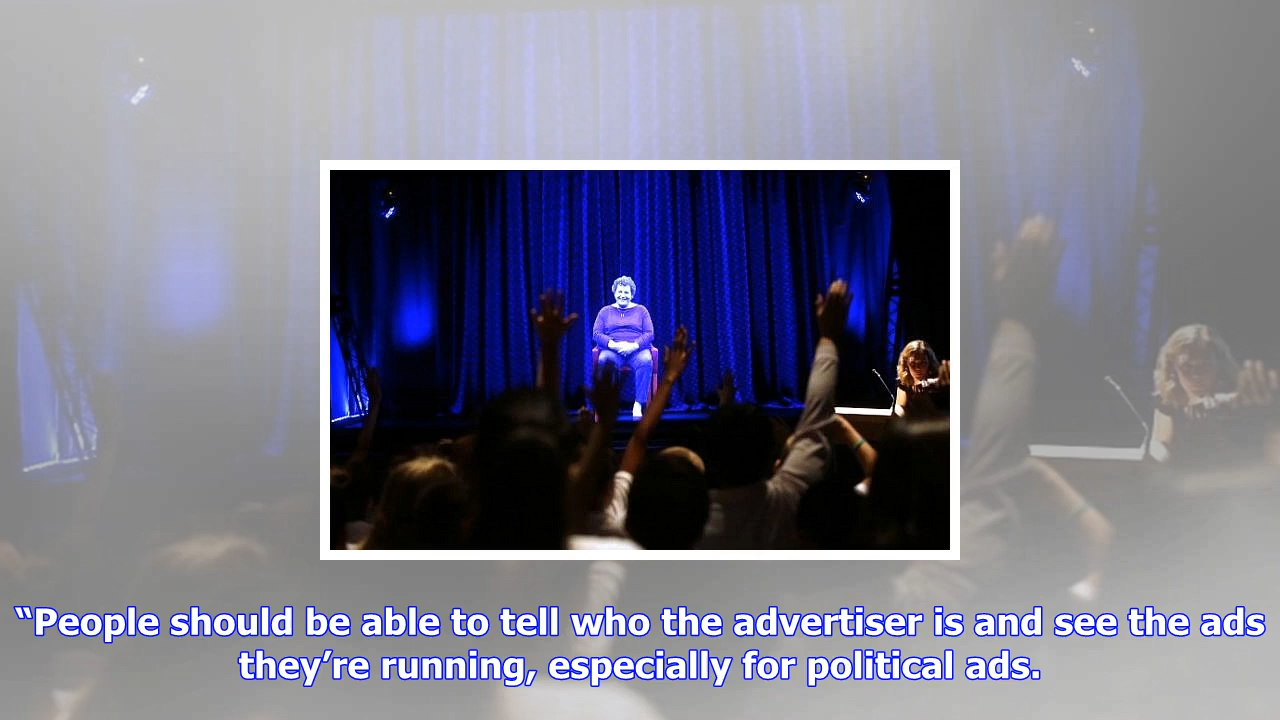 “People should be able to tell who the advertiser is and see the ads
they’re running, especially for political ads.